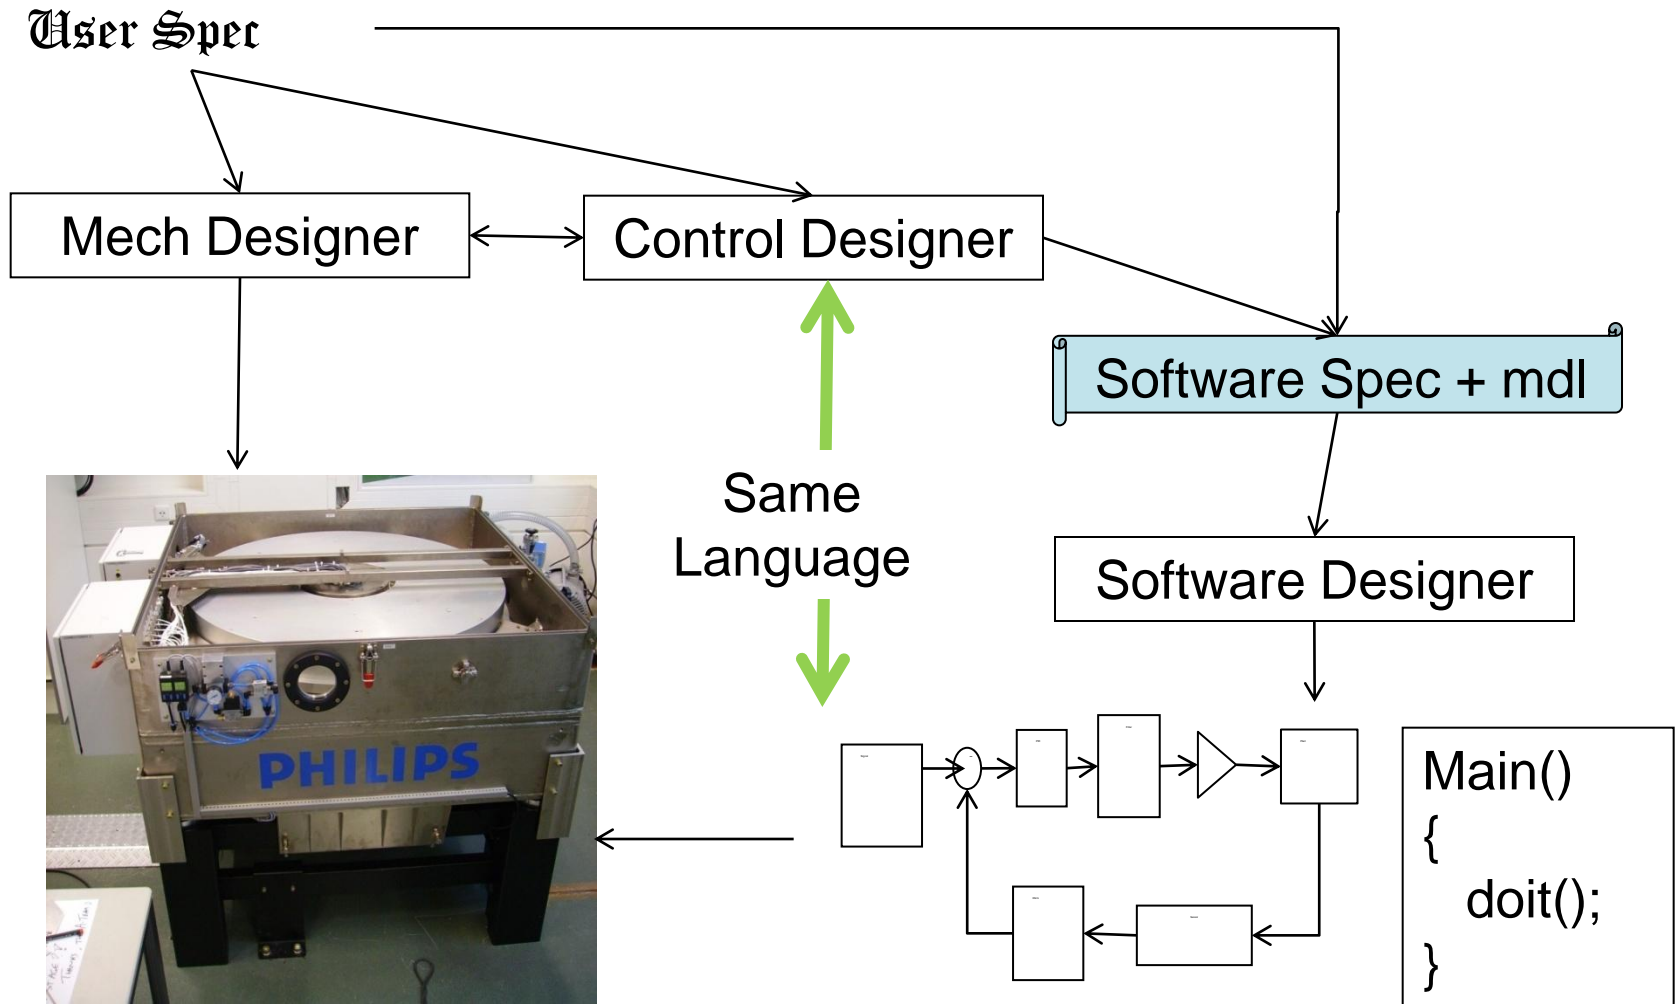 User Spec
Mech Designer
Control Designer
Software Spec + mdl
Same
Language
Software Designer
PHILIPS
Main()
{
doit();
}